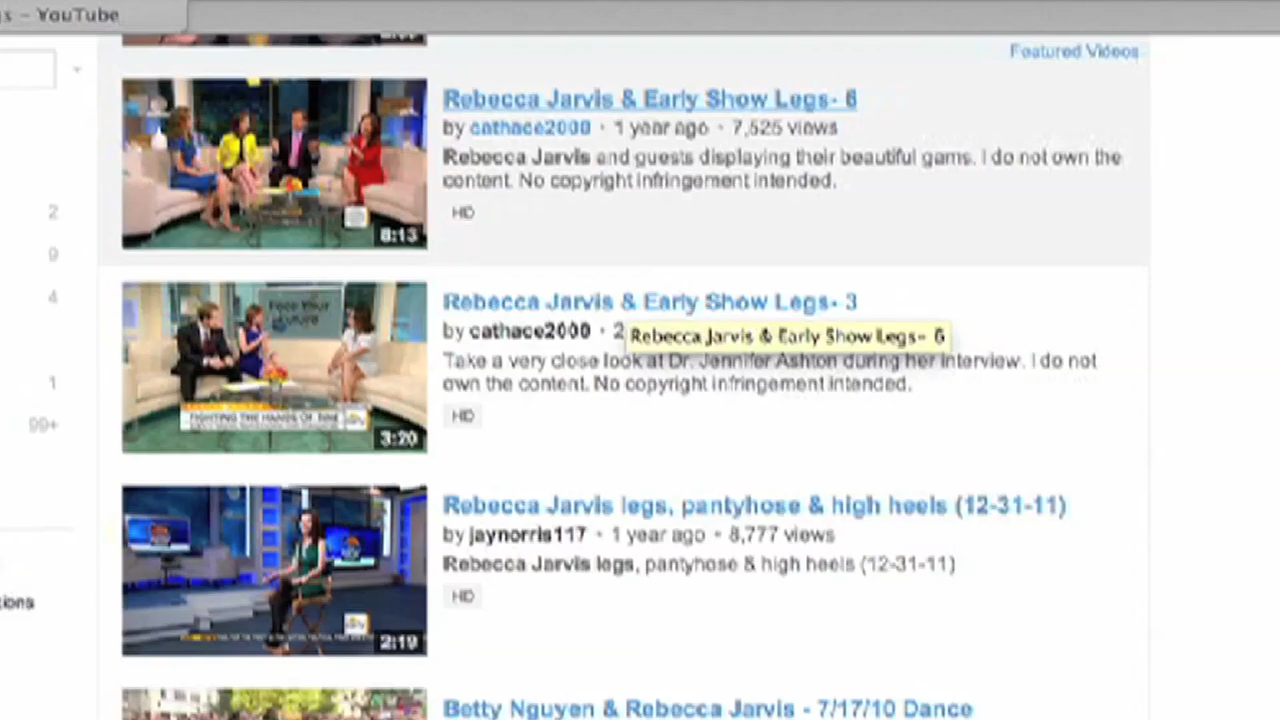 s – YouTube
Featured Videos
Rebecca Jarvis & Early Show Legs- 6
by cathace2000 · 1 year ago · 7,525 views
Rebecca Jarvis and guests displaying their beautiful gams. I do not own the
content. No copyright infringement intended.
HD
8:13
2
9
4
1
99+
Rebecca Jarvis & Early Show Legs- 3
by cathace2000 · 2
Rebecca Jarvis & Early Show Legs- 6
Take a very close look at Dr. Jennifer Ashton during her interview. I do not
own the content. No copyright infringement intended.
HD
FIGHTING THE HANDS OF TIME
3:20
Rebecca Jarvis legs, pantyhose & high heels (12-31-11)
by jaynorris117 · 1 year ago · 8,777 views
Rebecca Jarvis legs, pantyhose & high heels (12-31-11)
HD
2:19
tions
Betty Nguyen & Rebecca Jarvis - 7/17/10 Dance